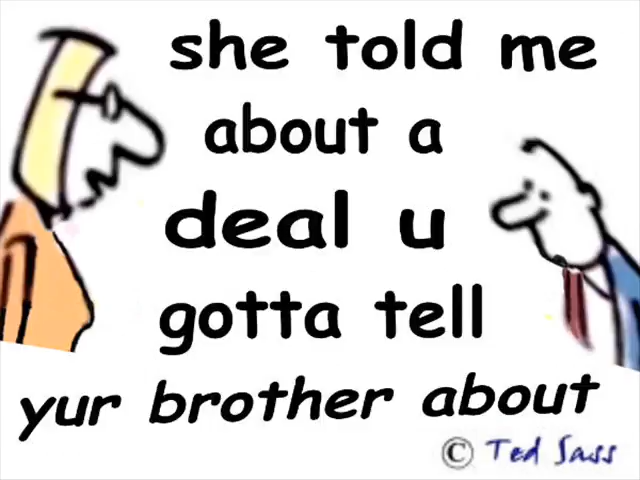 she told me
about a
deal u
gotta tell
yur brother about
© Ted Sass